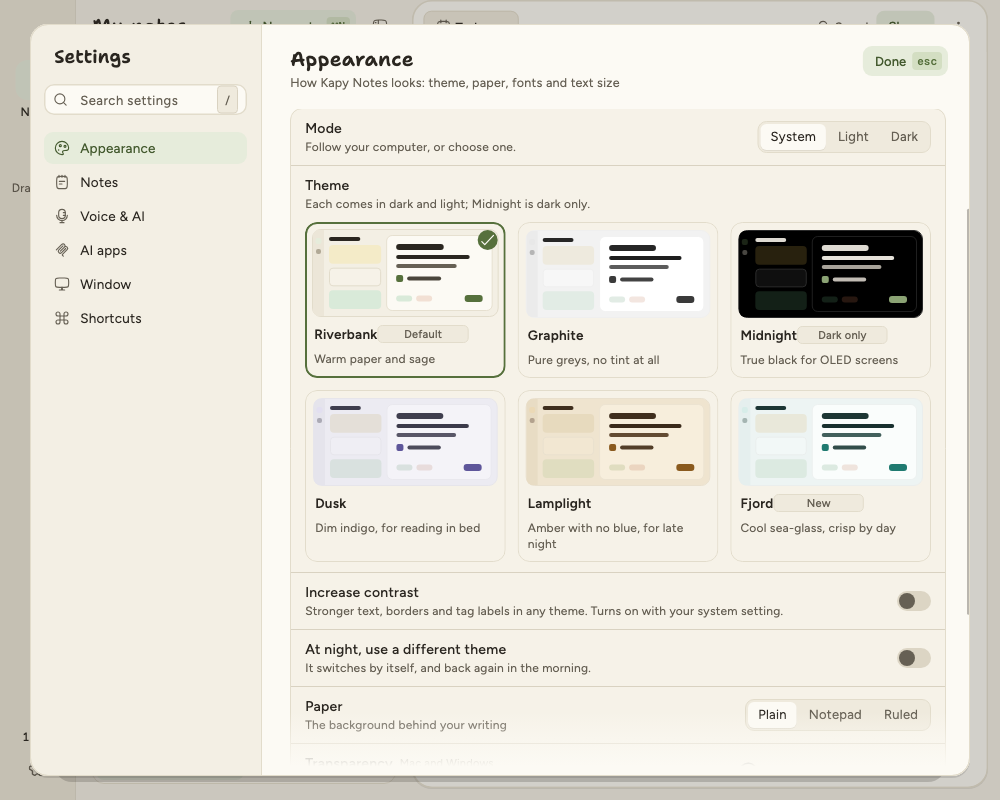 My notes
Settings
Search settings /
Appearance
Notes
Voice & AI
AI apps
Window
Shortcuts
Appearance
How Kapy Notes looks: theme, paper, fonts and text size
Done esc
Mode
Follow your computer, or choose one.
System Light Dark
Theme
Each comes in dark and light; Midnight is dark only.
Riverbank Default
Warm paper and sage
Graphite
Pure greys, no tint at all
Midnight Dark only
True black for OLED screens
Dusk
Dim indigo, for reading in bed
Lamplight
Amber with no blue, for late
night
Fjord New
Cool sea-glass, crisp by day
Increase contrast
Stronger text, borders and tag labels in any theme. Turns on with your system setting.
At night, use a different theme
It switches by itself, and back again in the morning.
Paper
The background behind your writing
Plain Notepad Ruled
Transparency Mac and Windows